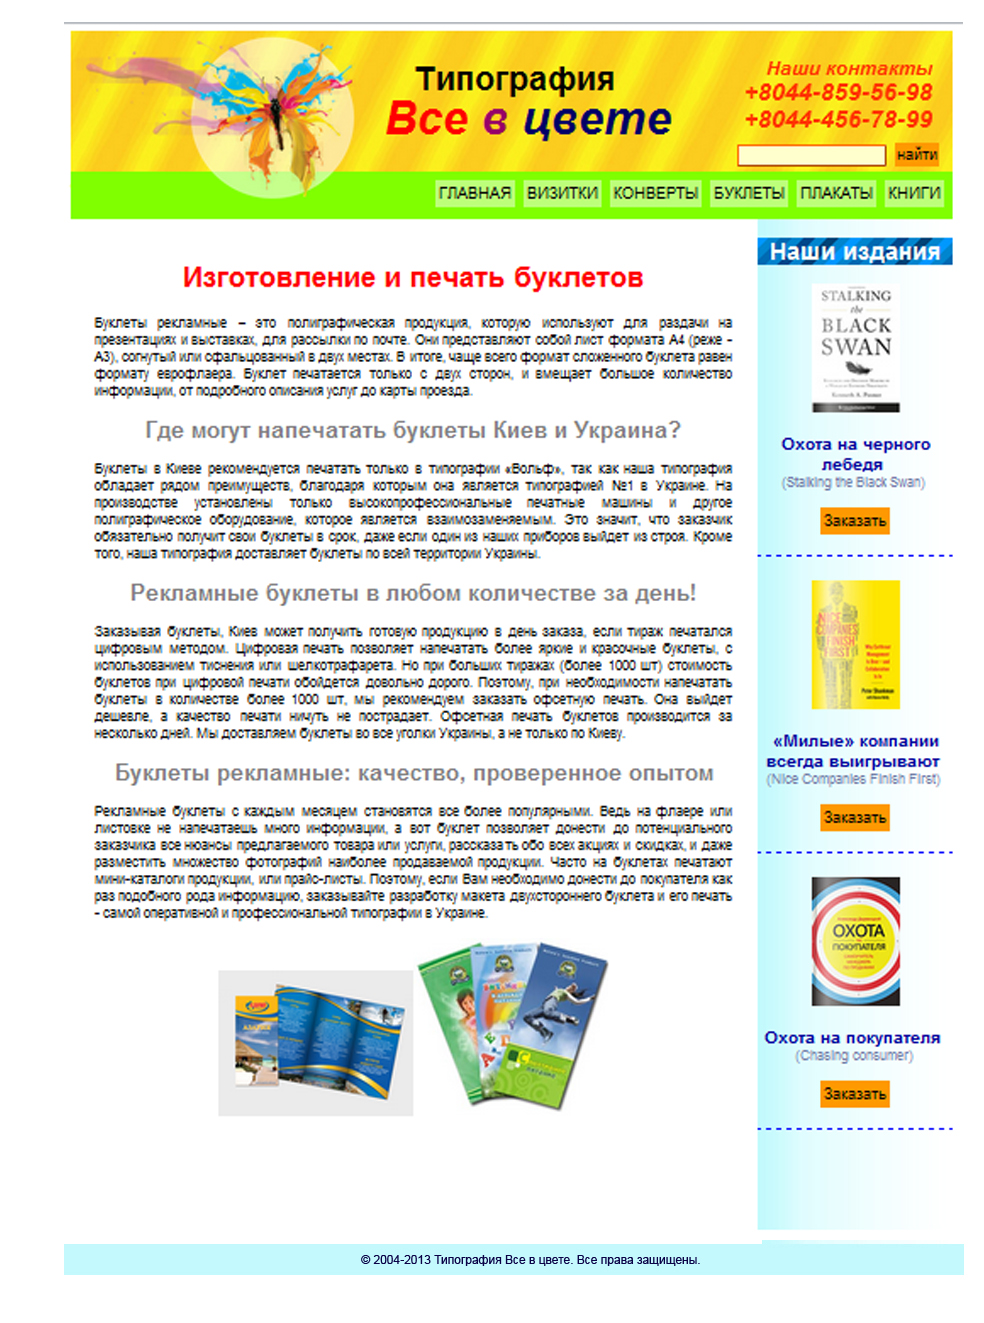 Типография
Все в цвете
Наши контакты
+8044-859-56-98
+8044-456-78-99
найти
ГЛАВНАЯ ВИЗИТКИ КОНВЕРТЫ БУКЛЕТЫ ПЛАКАТЫ КНИГИ
Изготовление и печать буклетов
Буклеты рекламные – это полиграфическая продукция, которую используют для раздачи на
презентациях и выставках, для рассылки по почте. Они представляют собой лист формата А4 (реже -
А3), согнутый или сфальцованный в двух местах. В итоге, чаще всего формат сложенного буклета равен
формату еврофлаера. Буклет печатается только с двух сторон, и вмещает большое количество
информации, от подробного описания услуг до карты проезда.
Где могут напечатать буклеты Киев и Украина?
Буклеты в Киеве рекомендуется печатать только в типографии «Вольф», так как наша типография
обладает рядом преимуществ, благодаря которым она является типографией №1 в Украине. На
производстве установлены только высокопрофессиональные печатные машины и другое
полиграфическое оборудование, которое является взаимозаменяемым. Это значит, что заказчик
обязательно получит свои буклеты в срок, даже если один из наших приборов выйдет из строя. Кроме
того, наша типография доставляет буклеты по всей территории Украины.
Рекламные буклеты в любом количестве за день!
Заказывая буклеты, Киев может получить готовую продукцию в день заказа, если тираж печатался
цифровым методом. Цифровая печать позволяет напечатать более яркие и красочные буклеты, с
использованием тиснения или шелкотрафарета. Но при больших тиражах (более 1000 шт) стоимость
буклетов при цифровой печати обойдется довольно дорого. Поэтому, при необходимости напечатать
буклеты в количестве более 1000 шт, мы рекомендуем заказать офсетную печать. Она выйдет
дешевле, а качество печати ничуть не пострадает. Офсетная печать буклетов производится за
несколько дней. Мы доставляем буклеты во все уголки Украины, а не только по Киеву.
Буклеты рекламные: качество, проверенное опытом
Рекламные буклеты с каждым месяцем становятся все более популярными. Ведь на флаере или
листовке не напечатаешь много информации, а вот буклет позволяет донести до потенциального
заказчика все нюансы предлагаемого товара или услуги, рассказать обо всех акциях и скидках, и даже
разместить множество фотографий наиболее продаваемой продукции. Часто на буклетах печатают
мини-каталоги продукции, или прайс-листы. Поэтому, если Вам необходимо донести до покупателя как
раз подобного рода информацию, заказывайте разработку макета двухстороннего буклета и его печать
- самой оперативной и профессиональной типографии в Украине.
Наши издания
STALKING
the
BLACK
SWAN
Охота на черного
лебедя
(Stalking the Black Swan)
Заказать
NICE
COMPANIES
FINISH
FIRST
Peter Shankman
«Милые» компании
всегда выигрывают
(Nice Companies Finish First)
Заказать
ОХОТА
НА
ПОКУПАТЕЛЯ
Охота на покупателя
(Chasing consumer)
Заказать
© 2004-2013 Типография Все в цвете. Все права защищены.